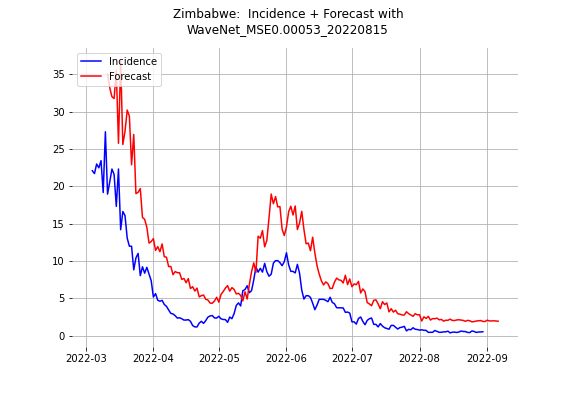 Zimbabwe:  Incidence + Forecast with
WaveNet_MSE0.00053_20220815
Incidence
Forecast
35
30
25
20
15
10
5
0
2022-03 2022-04 2022-05 2022-06 2022-07 2022-08 2022-09